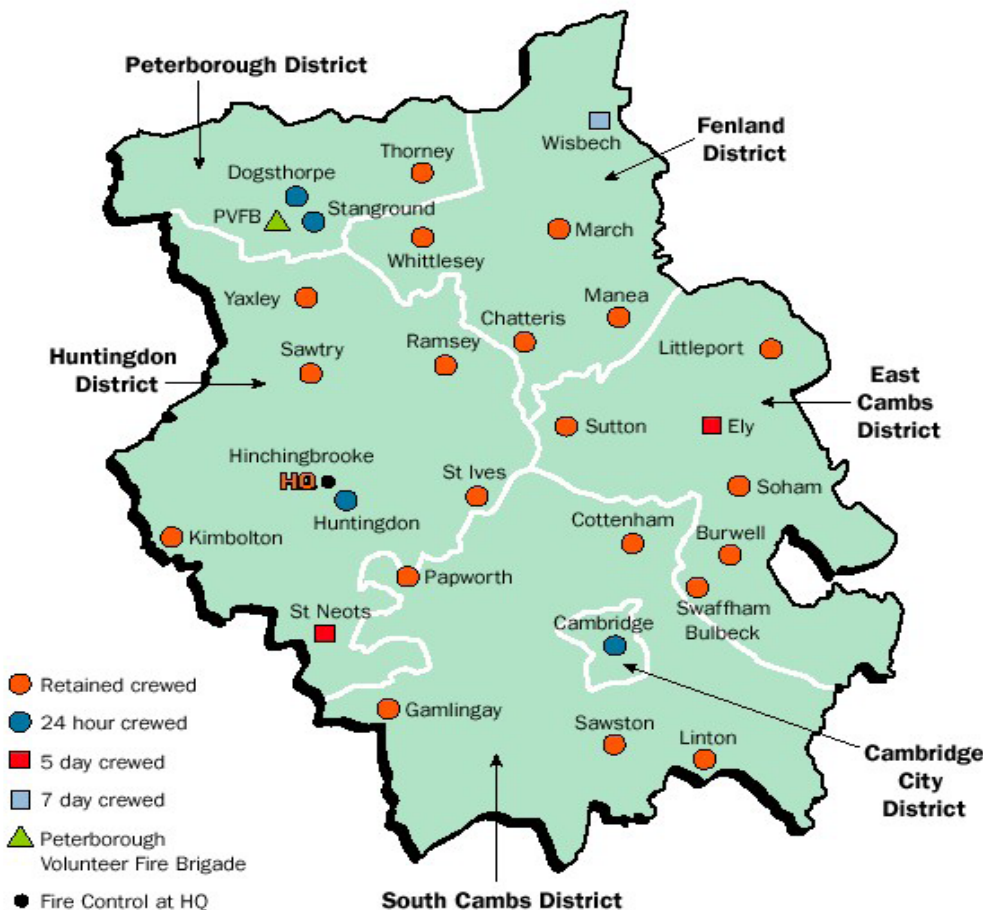 Peterborough District
Fenland
District
Wisbech
Thorney
Dogsthorpe
PVFB
Stanground
March
Whittlesey
Yaxley
Manea
Chatteris
Ramsey
Littleport
Sawtry
Huntingdon
District
East
Cambs
District
Sutton
Ely
Hinchingbrooke
HQ
St Ives
Soham
Huntingdon
Cottenham
Burwell
Kimbolton
Papworth
Swaffham
Bulbeck
St Neots
Cambridge
Retained crewed
24 hour crewed
5 day crewed
7 day crewed
Peterborough
Volunteer Fire Brigade
Fire Control at HQ
Gamlingay
Sawston
Linton
Cambridge
City
District
South Cambs District